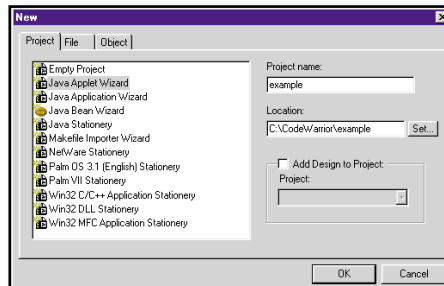 New
Project File Object
Empty Project
Java Applet Wizard
Java Application Wizard
Java Bean Wizard
Java Stationery
Makefile Importer Wizard
NetWare Stationery
Palm OS 3.1 (English) Stationery
Palm VII Stationery
Win32 C/C++ Application Stationery
Win32 DLL Stationery
Win32 MFC Application Stationery
Project name:
example
Location:
C:\CodeWarrior\example Set...
Add Design to Project:
Project:
OK Cancel